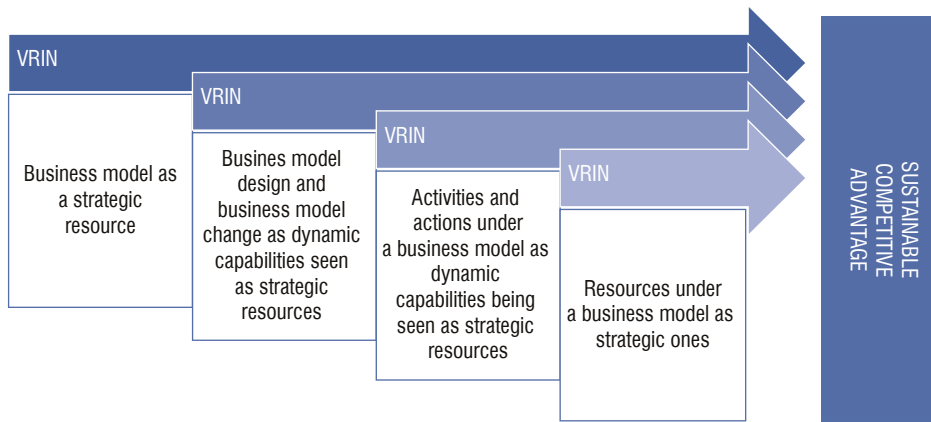 VRIN
Business model as
a strategic
resource
VRIN
Busines model
design and
business model
change as dynamic
capabilities seen
as strategic
resources
VRIN
Activities and
actions under
a business model as
dynamic
capabilities being
seen as strategic
resources
VRIN
Resources under
a business model as
strategic ones
SUSTAINABLE
COMPETITIVE
ADVANTAGE